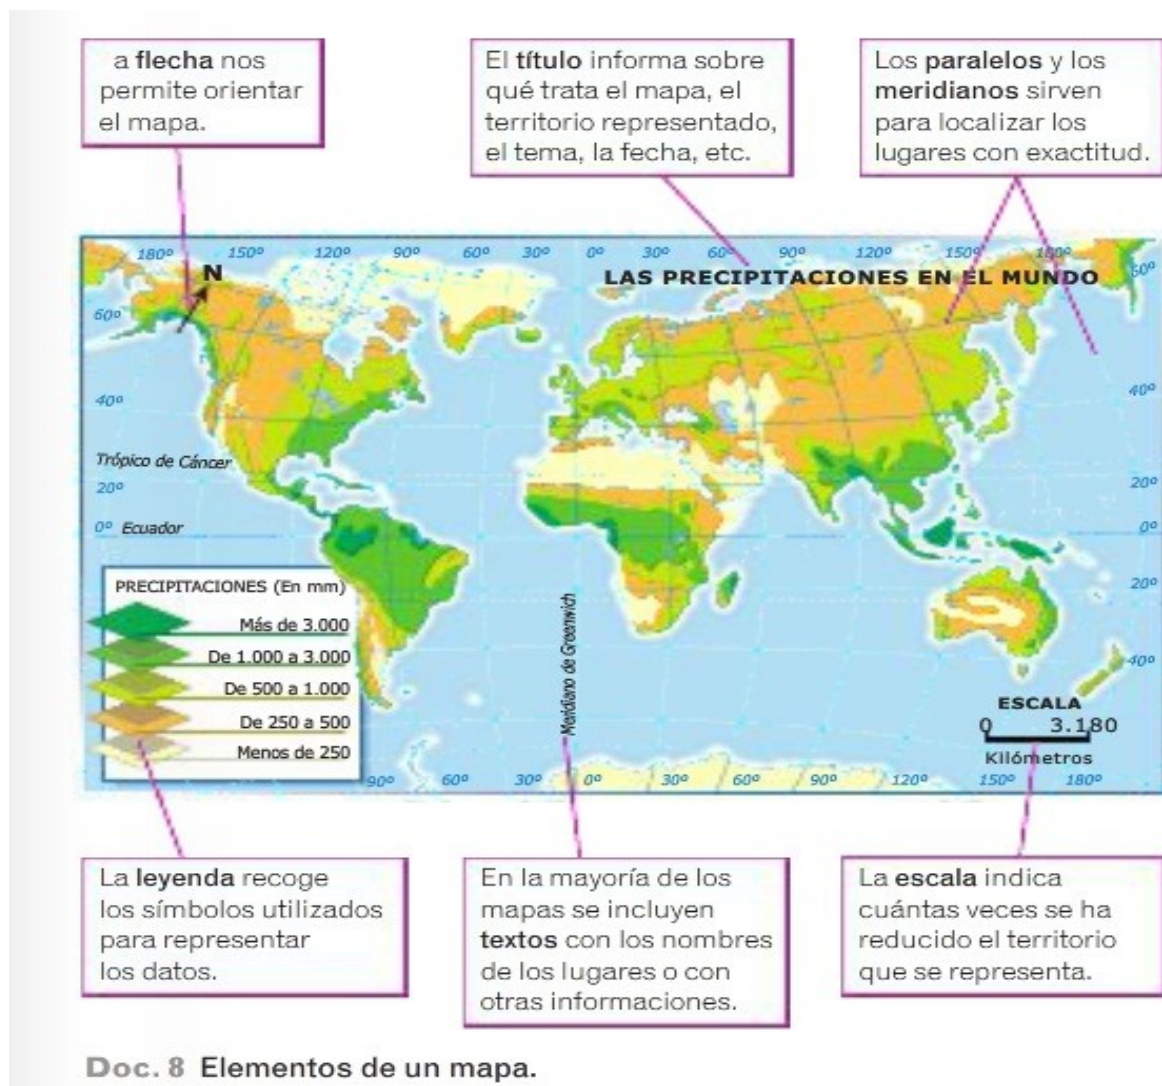 a flecha nos
permite orientar
el mapa.
El título informa sobre
qué trata el mapa, el
territorio representado,
el tema, la fecha, etc.
Los paralelos y los
meridianos sirven
para localizar los
lugares con exactitud.
180º 150º 120º 90º 60º 30º 0º 30º 60º 90º 120º 150º 180º
N
LAS PRECIPITACIONES EN EL MUNDO
60º
60º
40º
40º
Trópico de Cáncer
20º
20º
0º Ecuador
0º
PRECIPITACIONES (En mm)
Más de 3.000
De 1.000 a 3.000
De 500 a 1.000
De 250 a 500
Menos de 250
20º
Meridiano de Greenwich
40º
ESCALA
0 3.180
Kilómetros
90º 60º 30º 0º 30º 60º 90º 120º 150º 180º
La leyenda recoge
los símbolos utilizados
para representar
los datos.
En la mayoría de los
mapas se incluyen
textos con los nombres
de los lugares o con
otras informaciones.
La escala indica
cuántas veces se ha
reducido el territorio
que se representa.
Doc. 8 Elementos de un mapa.